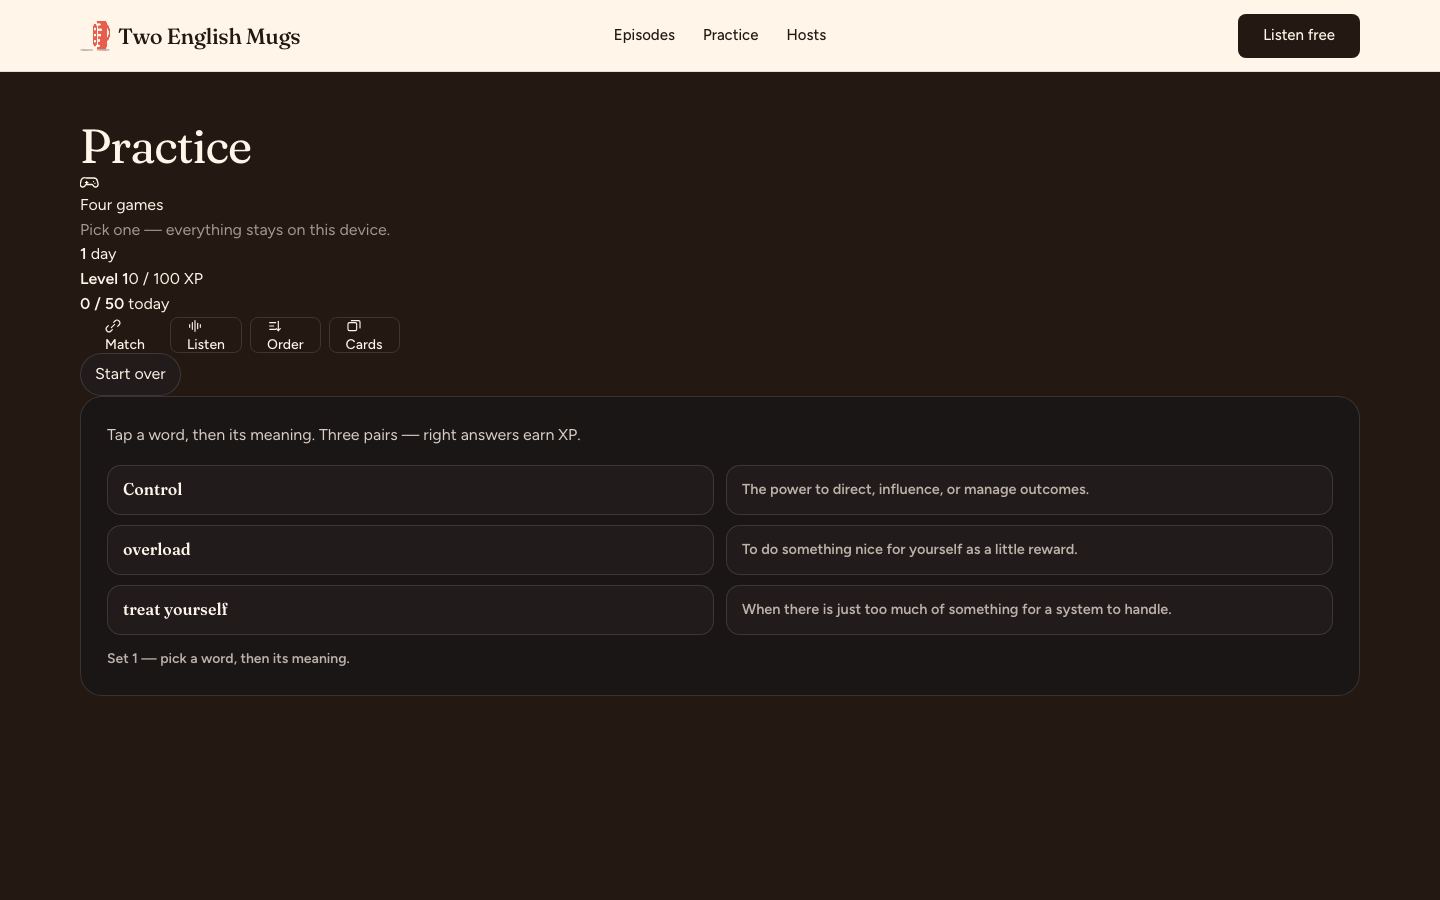 Two English Mugs
Episodes Practice Hosts
Listen free
Practice
Four games
Pick one — everything stays on this device.
1 day
Level 10 / 100 XP
0 / 50 today
Match Listen Order Cards
Start over
Tap a word, then its meaning. Three pairs — right answers earn XP.
Control
The power to direct, influence, or manage outcomes.
overload
To do something nice for yourself as a little reward.
treat yourself
When there is just too much of something for a system to handle.
Set 1 — pick a word, then its meaning.